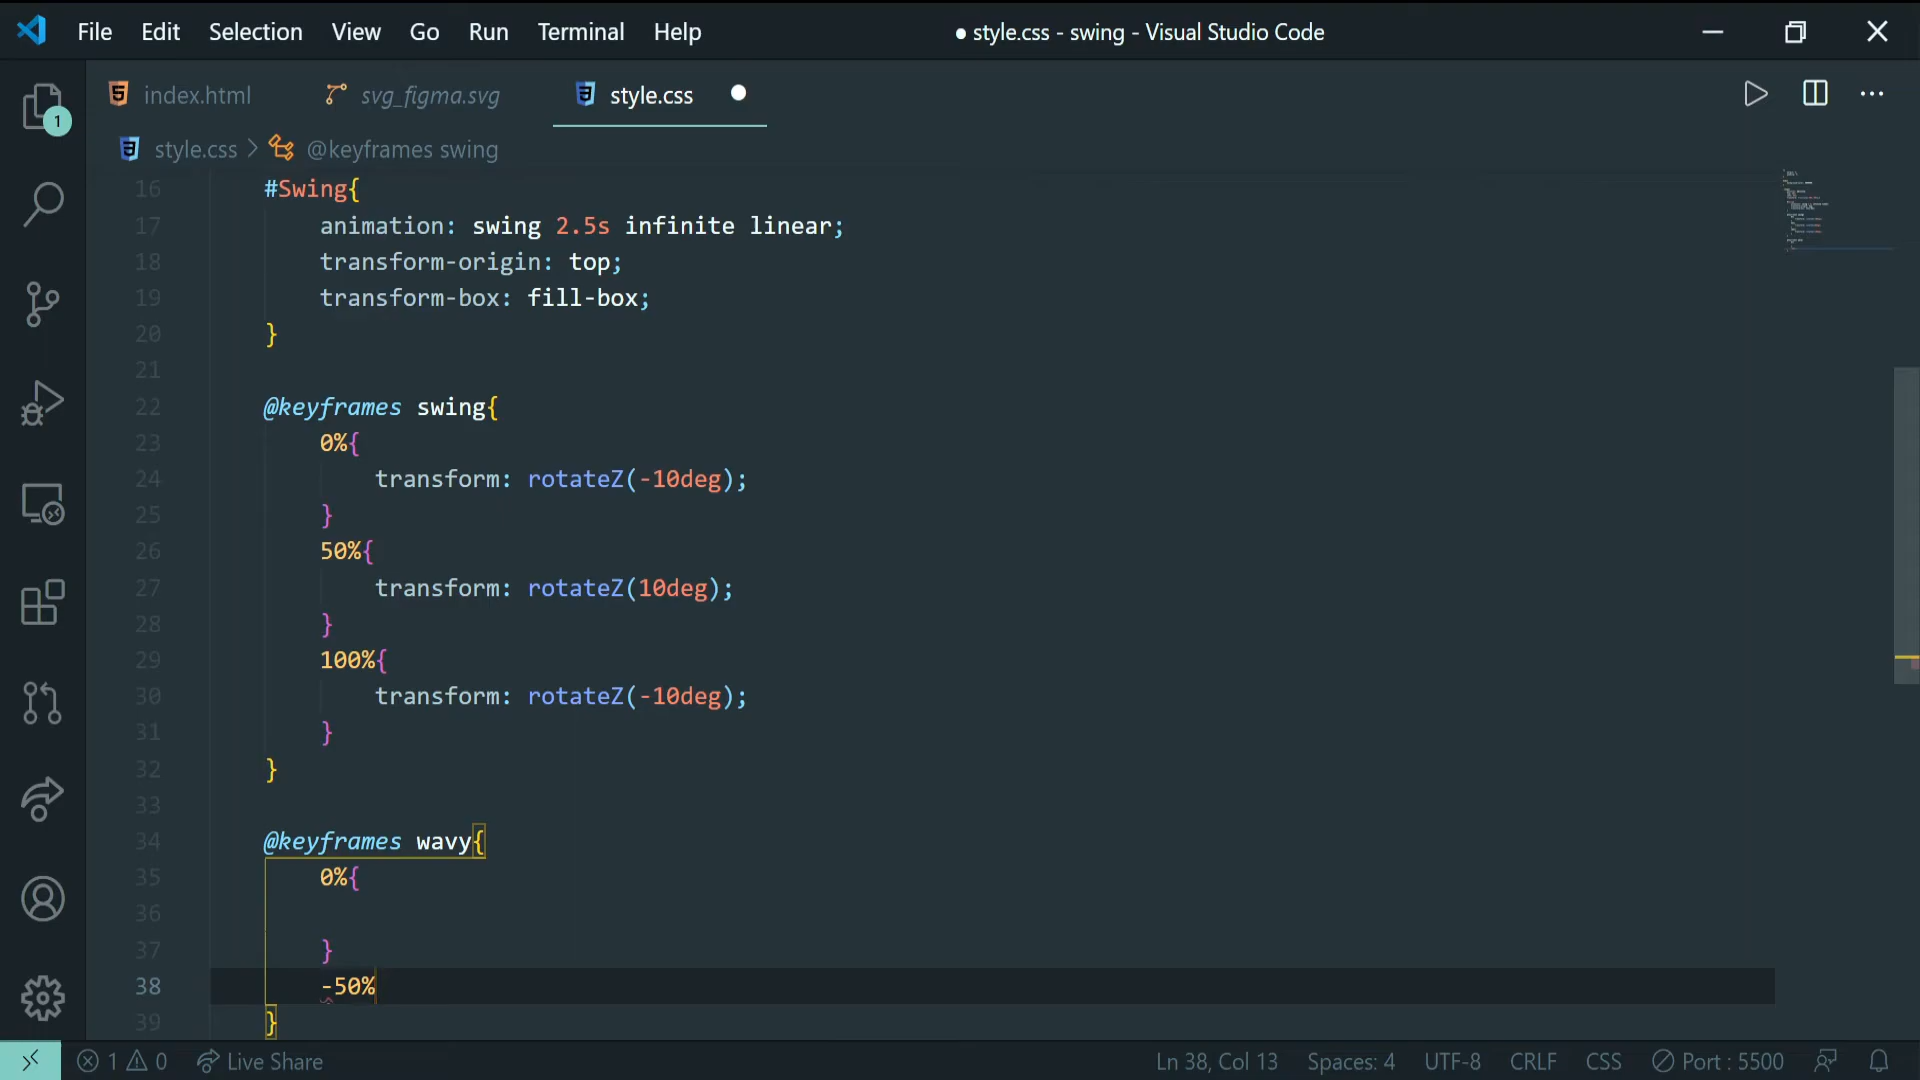 File Edit Selection View Go Run Terminal Help ● style.css - swing - Visual Studio Code
index.html svg_figma.svg style.css
style.css > @keyframes swing
1
16 #Swing{
17 animation: swing 2.5s infinite linear;
18 transform-origin: top;
19 transform-box: fill-box;
20 }
21
22 @keyframes swing{
23 0%{
24 transform: rotateZ(-10deg);
25 }
26 50%{
27 transform: rotateZ(10deg);
28 }
29 100%{
30 transform: rotateZ(-10deg);
31 }
32 }
33
34 @keyframes wavy{
35 0%{
36
37 }
38 -50%
39 }
1 0 Live Share Ln 38, Col 13 Spaces: 4 UTF-8 CRLF CSS Port : 5500